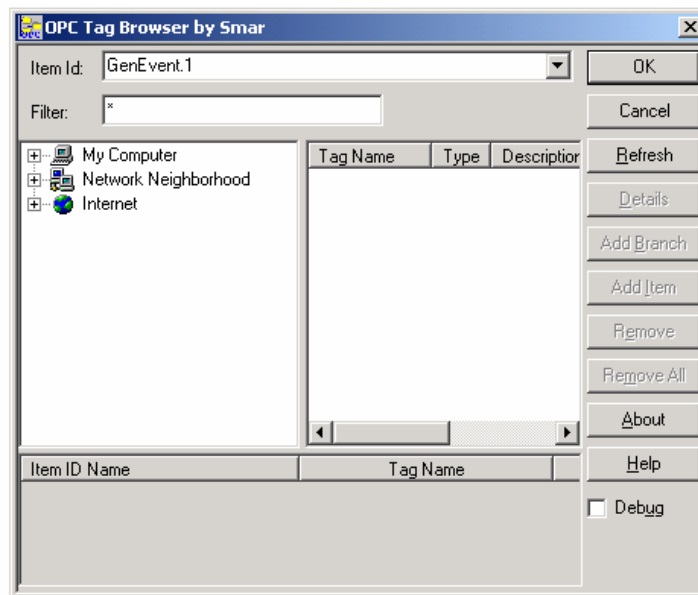 OPC Tag Browser by Smar
Item Id: GenEvent.1
OK
Filter: *
Cancel
My Computer
Network Neighborhood
Internet
Tag Name Type Description
Refresh
Details
Add Branch
Add Item
Remove
Remove All
About
Help
Debug
Item ID Name Tag Name